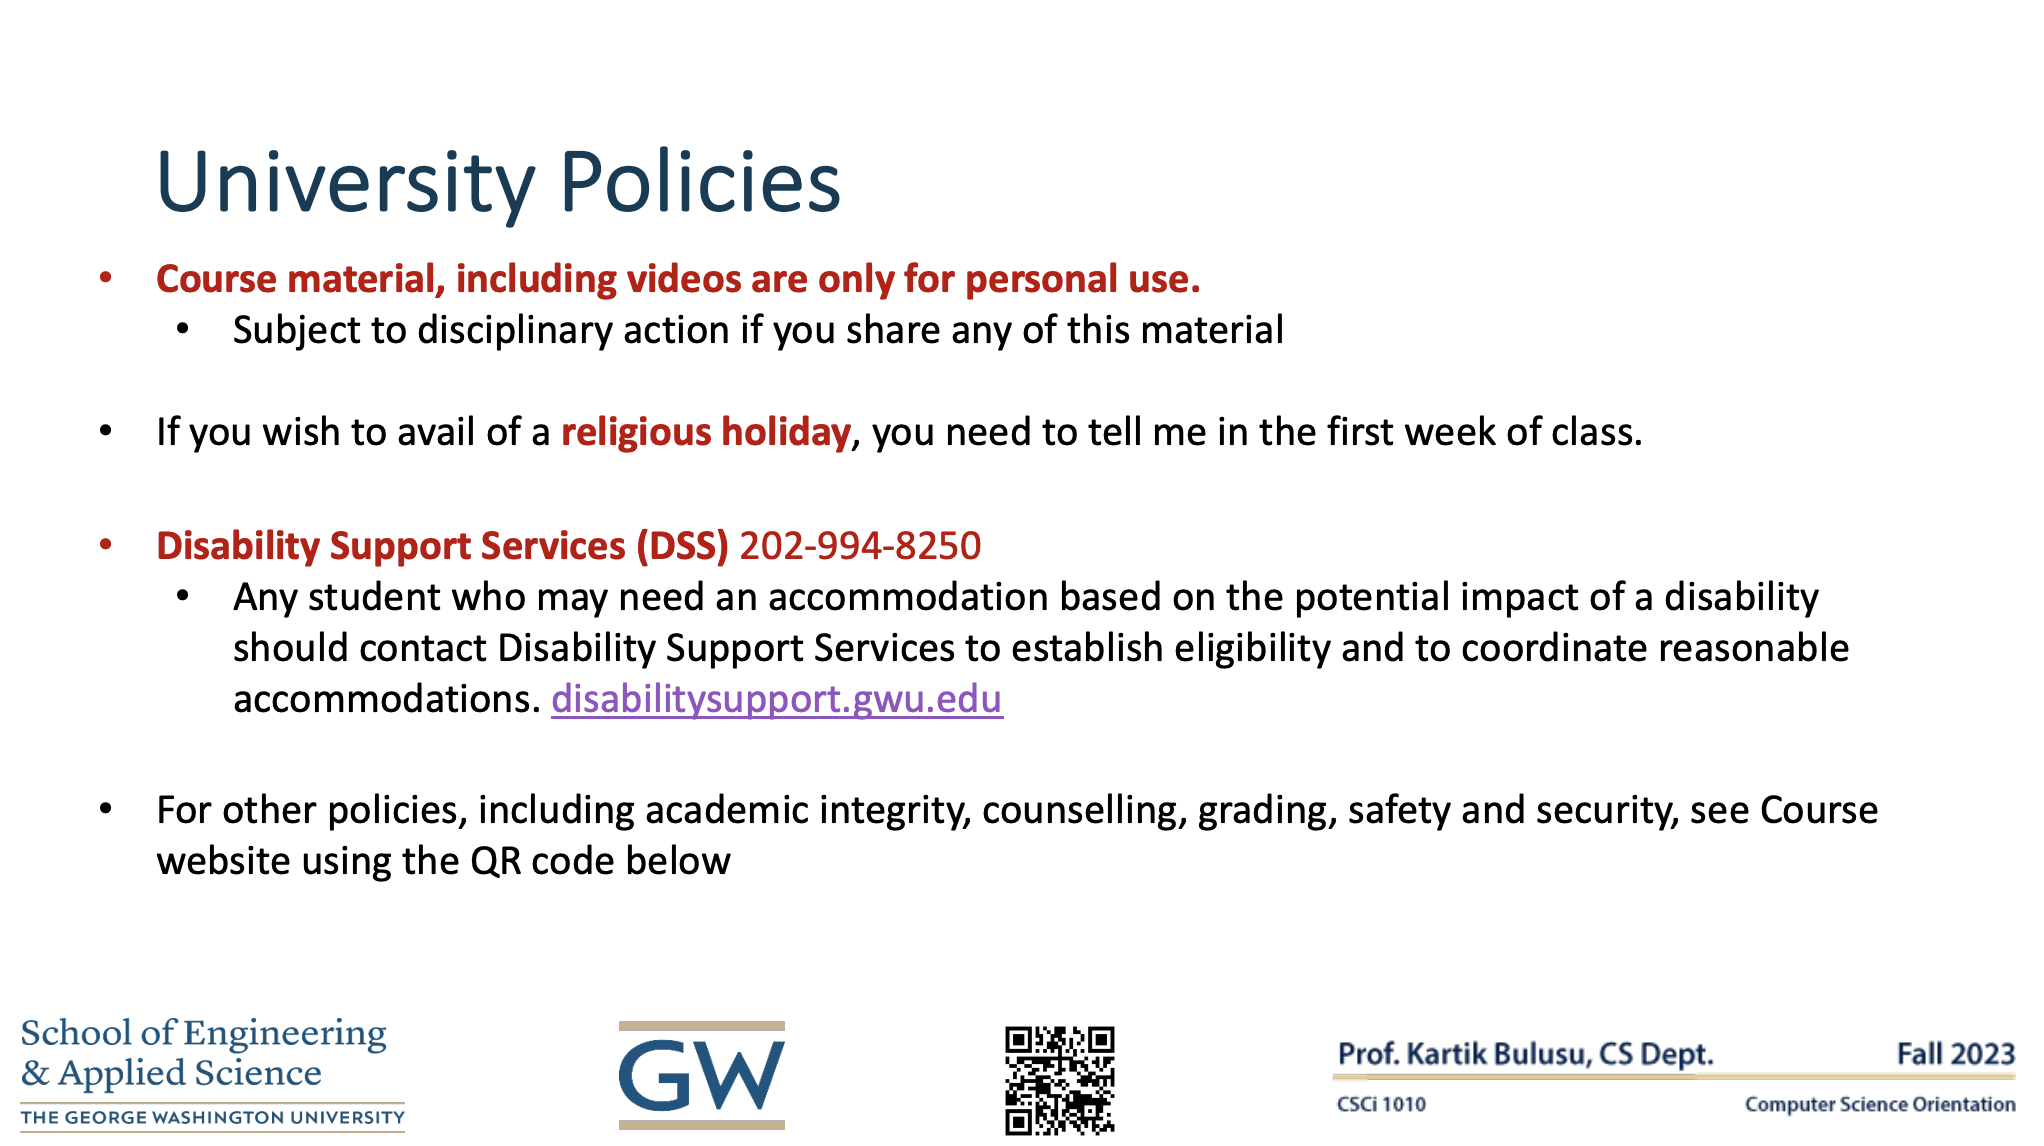 University Policies
• Course material, including videos are only for personal use.
• Subject to disciplinary action if you share any of this material
• If you wish to avail of a religious holiday, you need to tell me in the first week of class.
• Disability Support Services (DSS) 202-994-8250
• Any student who may need an accommodation based on the potential impact of a disability
should contact Disability Support Services to establish eligibility and to coordinate reasonable
accommodations. disabilitysupport.gwu.edu
• For other policies, including academic integrity, counselling, grading, safety and security, see Course
website using the QR code below
School of Engineering
& Applied Science
THE GEORGE WASHINGTON UNIVERSITY
GW
Prof. Kartik Bulusu, CS Dept. Fall 2023
CSCi 1010 Computer Science Orientation